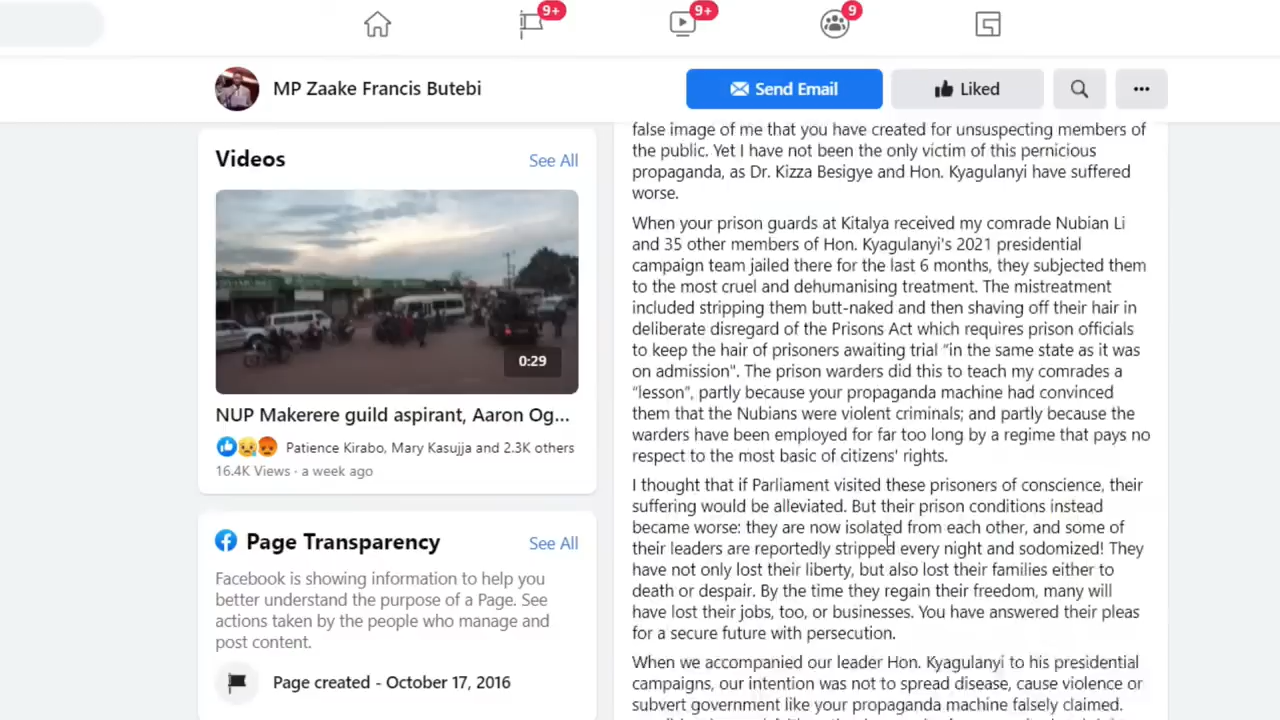 9+
9+
9
MP Zaake Francis Butebi
Send Email
Liked
Videos
See All
0:29
NUP Makerere guild aspirant, Aaron Og...
Patience Kirabo, Mary Kasujja and 2.3K others
16.4K Views · a week ago
Page Transparency
See All
Facebook is showing information to help you
better understand the purpose of a Page. See
actions taken by the people who manage and
post content.
Page created - October 17, 2016
false image of me that you have created for unsuspecting members of
the public. Yet I have not been the only victim of this pernicious
propaganda, as Dr. Kizza Besigye and Hon. Kyagulanyi have suffered
worse.
When your prison guards at Kitalya received my comrade Nubian Li
and 35 other members of Hon. Kyagulanyi's 2021 presidential
campaign team jailed there for the last 6 months, they subjected them
to the most cruel and dehumanising treatment. The mistreatment
included stripping them butt-naked and then shaving off their hair in
deliberate disregard of the Prisons Act which requires prison officials
to keep the hair of prisoners awaiting trial “in the same state as it was
on admission". The prison warders did this to teach my comrades a
“lesson”, partly because your propaganda machine had convinced
them that the Nubians were violent criminals; and partly because the
warders have been employed for far too long by a regime that pays no
respect to the most basic of citizens' rights.
I thought that if Parliament visited these prisoners of conscience, their
suffering would be alleviated. But their prison conditions instead
became worse: they are now isolated from each other, and some of
their leaders are reportedly stripped every night and sodomized! They
have not only lost their liberty, but also lost their families either to
death or despair. By the time they regain their freedom, many will
have lost their jobs, too, or businesses. You have answered their pleas
for a secure future with persecution.
When we accompanied our leader Hon. Kyagulanyi to his presidential
campaigns, our intention was not to spread disease, cause violence or
subvert government like your propaganda machine falsely claimed.